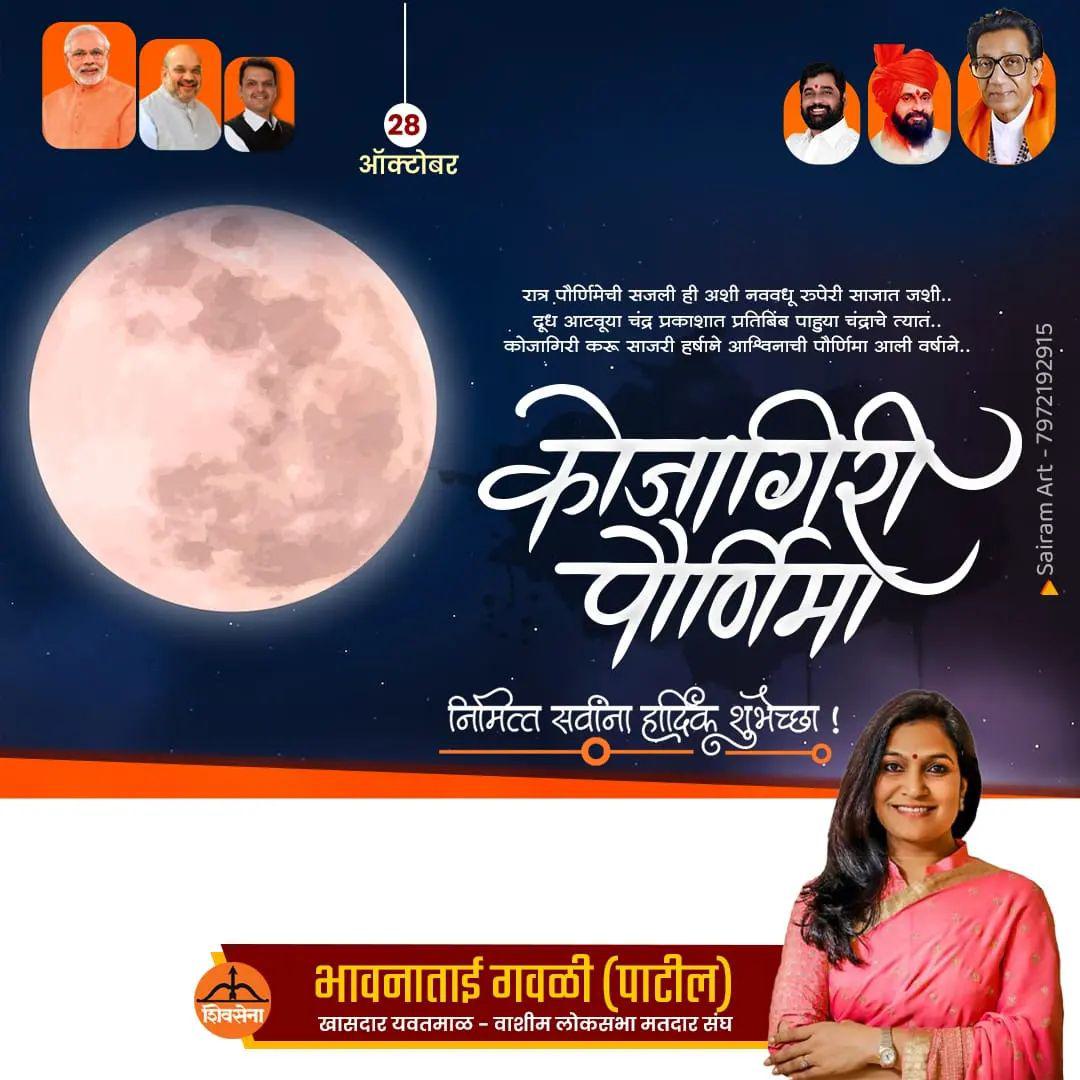 28
ऑक्टोबर
रात्र पौर्णिमेची सजली ही अशी नववधू रुपेरी साजात जशी..
दूध आटवूया चंद्र प्रकाशात प्रतिबिंब पाहुया चंद्राचे त्यात..
कोजागिरी करू साजरी हर्षाने आश्विनाची पौर्णिमा आली वर्षाने..
कोजागिरी
पौर्णिमा
निमित्त सर्वांना हार्दिक शुभेच्छा !
Sairam Art - 7972192915
भावनाताई गवळी (पाटील)
खासदार यवतमाळ - वाशीम लोकसभा मतदार संघ
शिवसेना